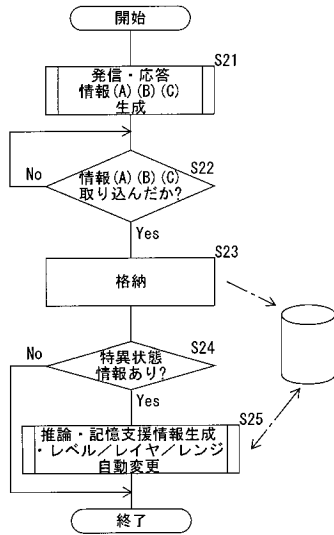 開始
S21
発信・応答
情報(A)(B)(C)
生成
S22
No
情報(A)(B)(C)
取り込んだか?
Yes
S23
格納
S24
No
特異状態
情報あり?
Yes
S25
推論・記憶支援情報生成
・レベル/レイヤ/レンジ
自動変更
終了